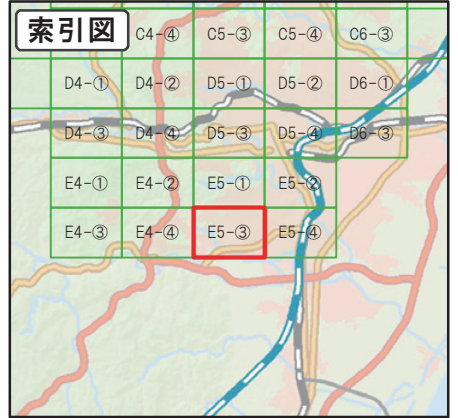 索引図
C4-④ C5-③ C5-④ C6-③
D4-① D4-② D5-① D5-② D6-①
D4-③ D4-④ D5-③ D5-④ D6-③
E4-① E4-② E5-① E5-②
E4-③ E4-④ E5-③ E5-④